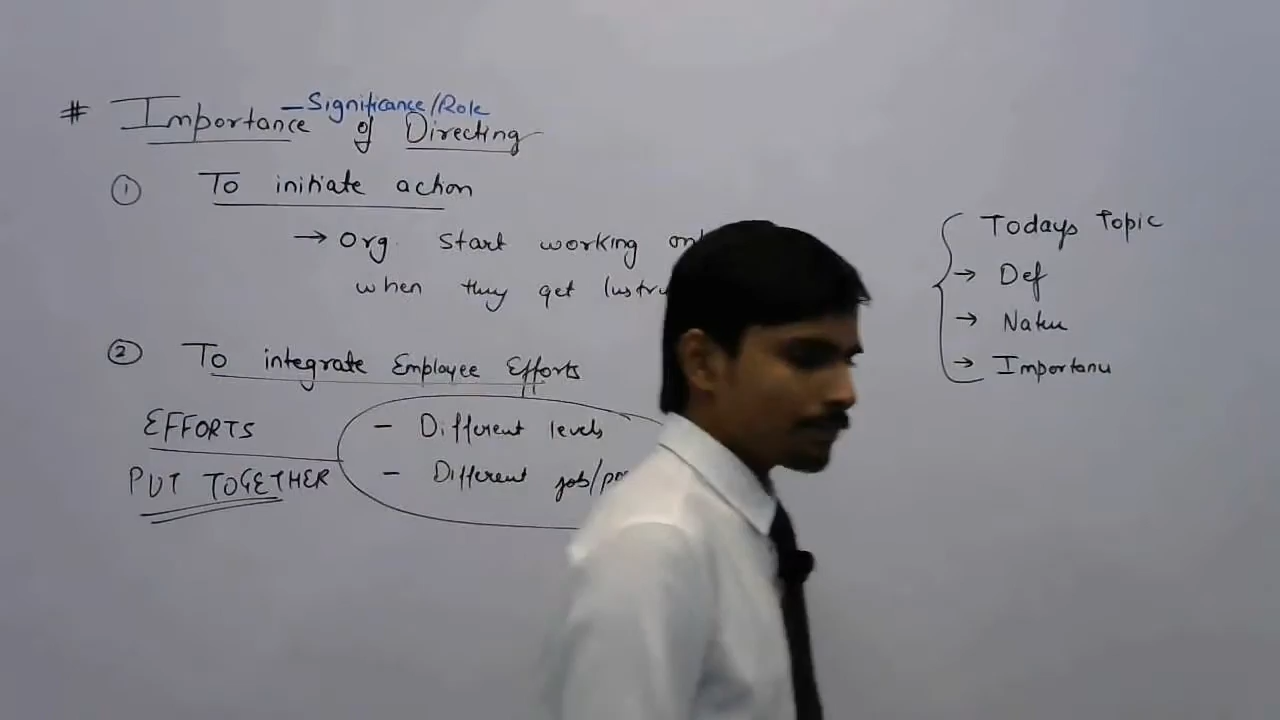 # Importance of Directing
— Significance/Role
① To initiate action
→ Org. Start working
when they get
② To integrate Employee Efforts
EFFORTS
PUT TOGETHER
- Different levels
- Different job/
Todays Topic
→ Def
→ Natu
→ Importanu